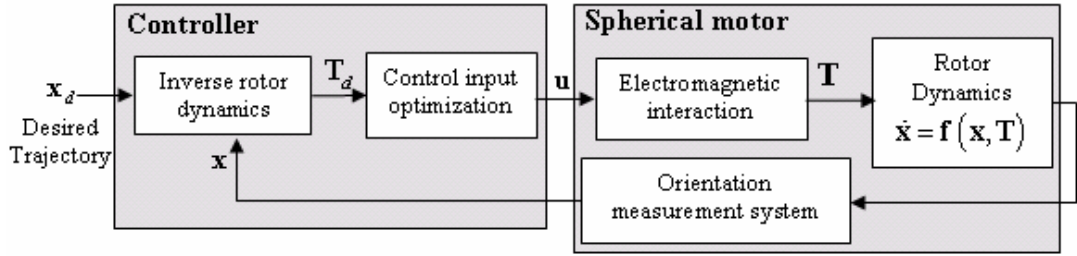 Controller
Spherical motor
x_d
Desired
Trajectory
Inverse rotor
dynamics
T_d
Control input
optimization
u
Electromagnetic
interaction
T
Rotor
Dynamics
ẋ = f (x, T)
x
Orientation
measurement system